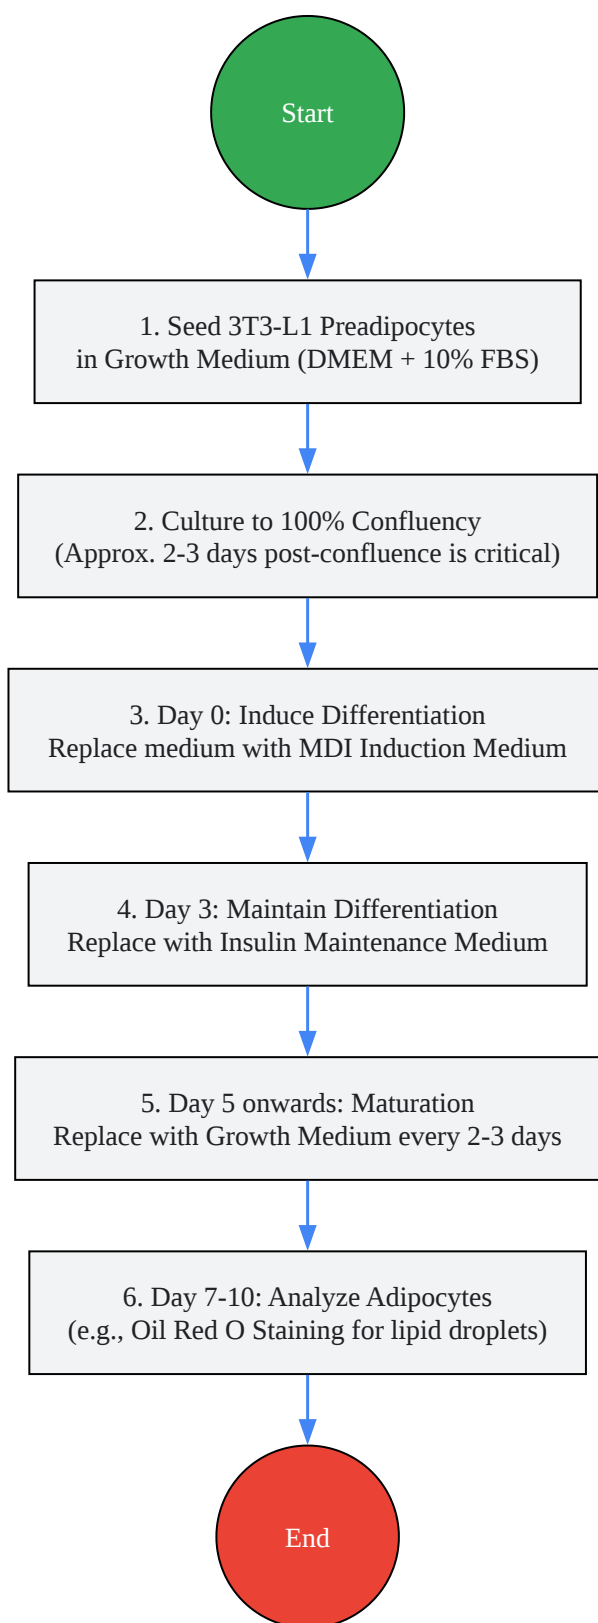 Start
1. Seed 3T3-L1 Preadipocytes
in Growth Medium (DMEM + 10% FBS)
2. Culture to 100% Confluency
(Approx. 2-3 days post-confluence is critical)
3. Day 0: Induce Differentiation
Replace medium with MDI Induction Medium
4. Day 3: Maintain Differentiation
Replace with Insulin Maintenance Medium
5. Day 5 onwards: Maturation
Replace with Growth Medium every 2-3 days
6. Day 7-10: Analyze Adipocytes
(e.g., Oil Red O Staining for lipid droplets)
End